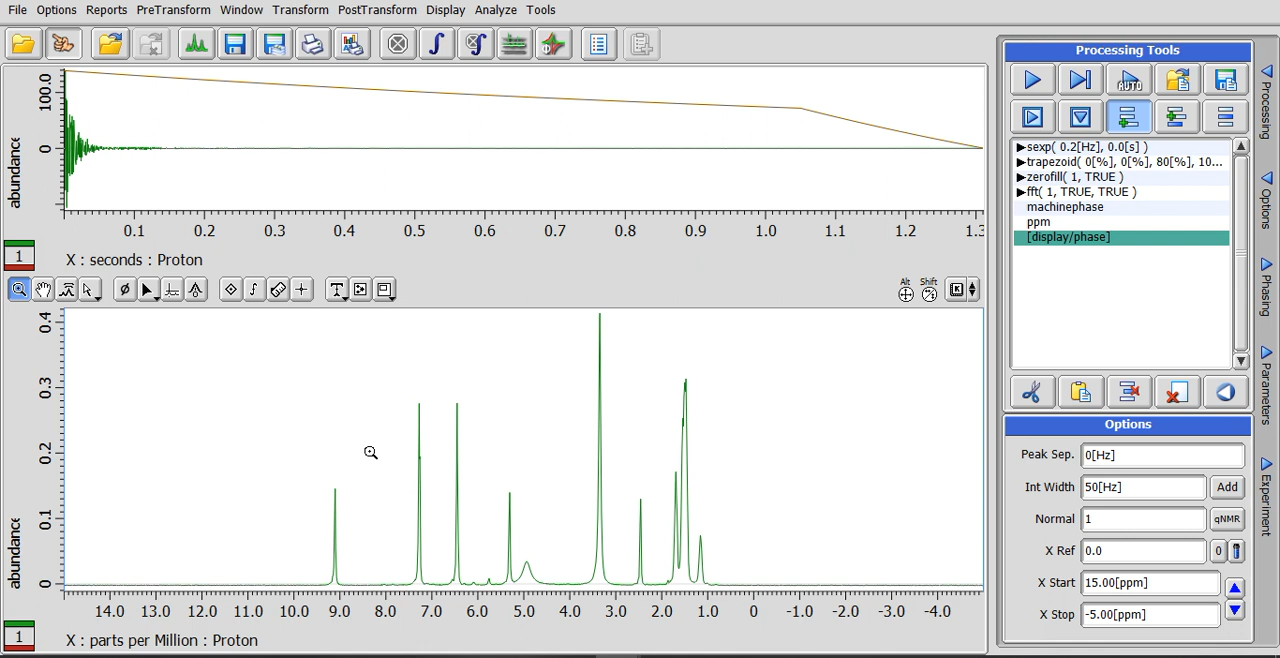 File Options Reports PreTransform Window Transform PostTransform Display Analyze Tools
Processing Tools
AUTO
sexp( 0.2[Hz], 0.0[s] )
trapezoid( 0[%], 0[%], 80[%], 10...
zerofill( 1, TRUE )
fft( 1, TRUE, TRUE )
machinephase
ppm
[display/phase]
Processing
Options
Phasing
Parameters
Experiment
abundance
100.0
0
0.1 0.2 0.3 0.4 0.5 0.6 0.7 0.8 0.9 1.0 1.1 1.2 1.3
1
X : seconds : Proton
Alt Shift
K
abundance
0.4
0.3
0.2
0.1
0
14.0 13.0 12.0 11.0 10.0 9.0 8.0 7.0 6.0 5.0 4.0 3.0 2.0 1.0 0 -1.0 -2.0 -3.0 -4.0
1
X : parts per Million : Proton
Options
Peak Sep. 0[Hz]
Int Width 50[Hz] Add
Normal 1 qNMR
X Ref 0.0 0
X Start 15.00[ppm]
X Stop -5.00[ppm]